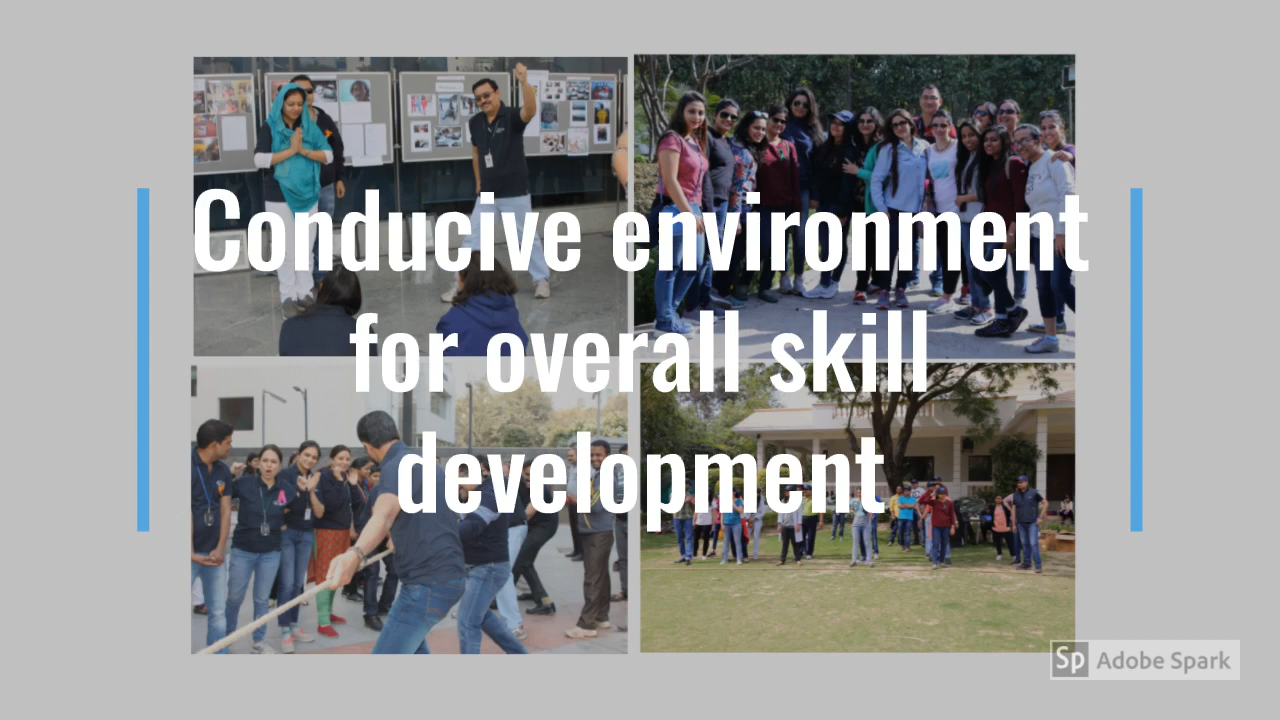 Conducive environment
for overall skill
development
Sp Adobe Spark